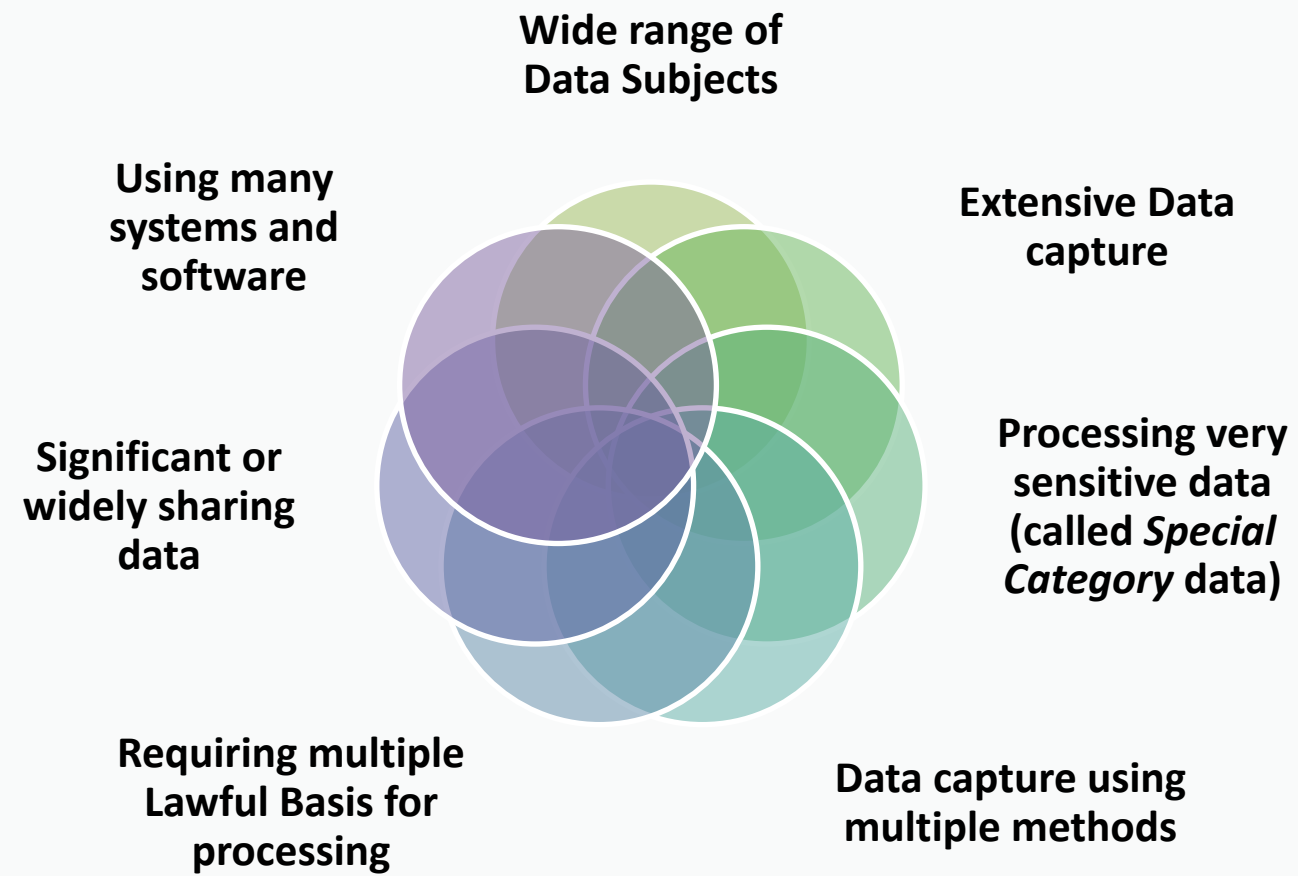 Wide range of
Data Subjects
Extensive Data
capture
Processing very
sensitive data
(called Special
Category data)
Data capture using
multiple methods
Requiring multiple
Lawful Basis for
processing
Significant or
widely sharing
data
Using many
systems and
software